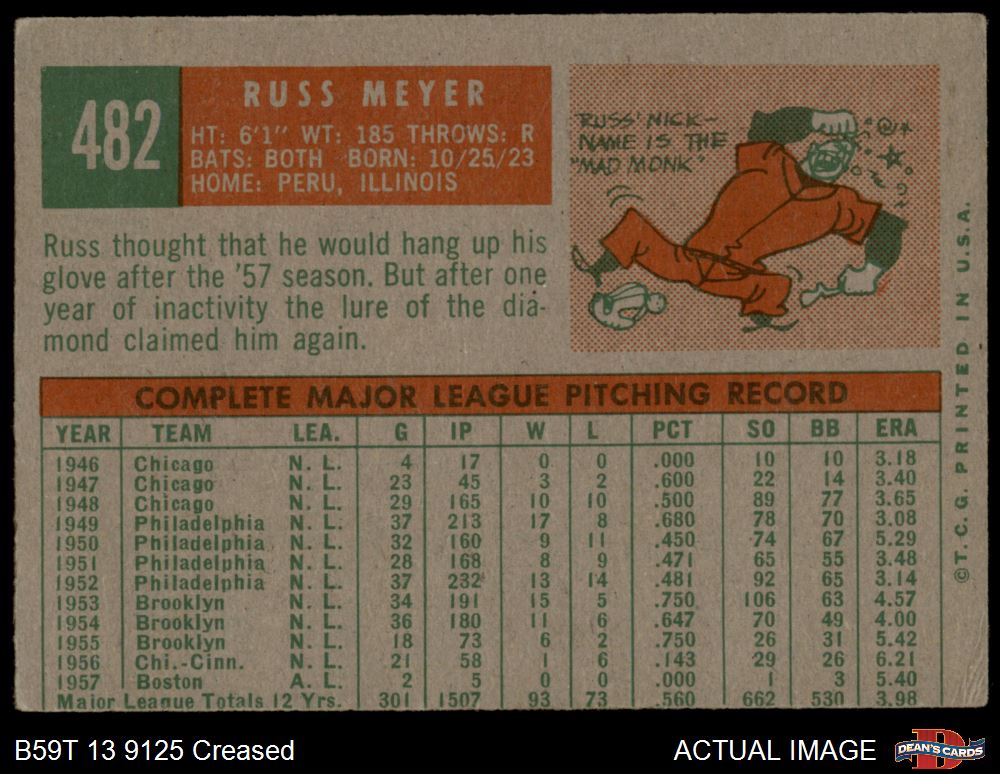 482
RUSS MEYER
HT: 6'1" WT: 185 THROWS: R
BATS: BOTH BORN: 10/25/23
HOME: PERU, ILLINOIS
RUSS' NICK-
NAME IS THE
"MAD MONK"
@!*
Russ thought that he would hang up his
glove after the '57 season. But after one
year of inactivity the lure of the dia-
mond claimed him again.
COMPLETE MAJOR LEAGUE PITCHING RECORD
YEAR TEAM LEA. G IP W L PCT SO BB ERA
1946 Chicago N. L. 4 17 0 0 .000 10 10 3.18
1947 Chicago N. L. 23 45 3 2 .600 22 14 3.40
1948 Chicago N. L. 29 165 10 10 .500 89 77 3.65
1949 Philadelphia N. L. 37 213 17 8 .680 78 70 3.08
1950 Philadelphia N. L. 32 160 9 11 .450 74 67 5.29
1951 Philadelphia N. L. 28 168 8 9 .471 65 55 3.48
1952 Philadelphia N. L. 37 232 13 14 .481 92 65 3.14
1953 Brooklyn N. L. 34 191 15 5 .750 106 63 4.57
1954 Brooklyn N. L. 36 180 11 6 .647 70 49 4.00
1955 Brooklyn N. L. 18 73 6 2 .750 26 31 5.42
1956 Chi.-Cinn. N. L. 21 58 1 6 .143 29 26 6.21
1957 Boston A. L. 2 5 0 0 .000 1 3 5.40
Major League Totals 12 Yrs. 301 1507 93 73 .560 662 530 3.98
©T. C. G. PRINTED IN U.S.A.
B59T 13 9125 Creased
ACTUAL IMAGE
D
DEAN'S CARDS